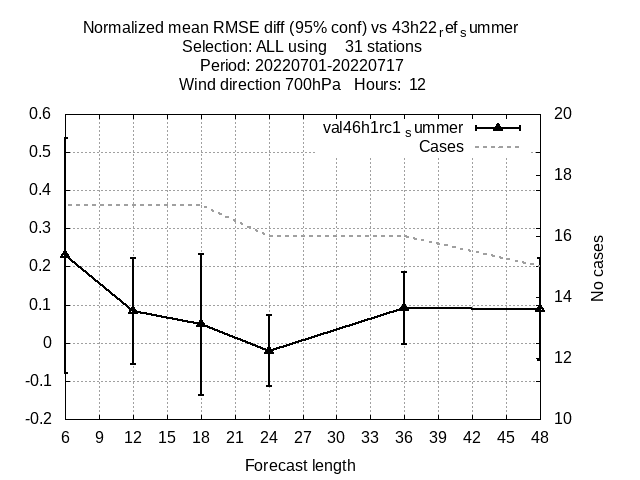 Normalized mean RMSE diff (95% conf) vs 43h22refsummer
Selection: ALL using 31 stations
Period: 20220701-20220717
Wind direction 700hPa Hours: 12
val46h1rc1summer
Cases
0.6
0.5
0.4
0.3
0.2
0.1
0
-0.1
-0.2
20
18
16
14
12
10
No cases
6 9 12 15 18 21 24 27 30 33 36 39 42 45 48
Forecast length